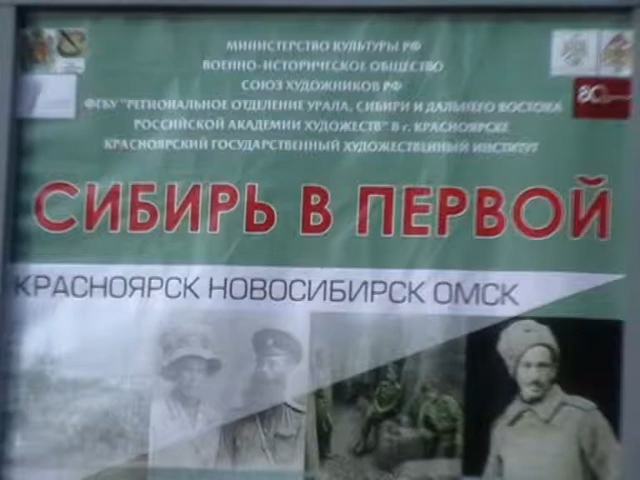 МИНИСТЕРСТВО КУЛЬТУРЫ РФ
ВОЕННО-ИСТОРИЧЕСКОЕ ОБЩЕСТВО
СОЮЗ ХУДОЖНИКОВ РФ
ФГБУ "РЕГИОНАЛЬНОЕ ОТДЕЛЕНИЕ УРАЛА, СИБИРИ И ДАЛЬНЕГО ВОСТОКА
РОССИЙСКОЙ АКАДЕМИИ ХУДОЖЕСТВ" В г. КРАСНОЯРСКЕ
КРАСНОЯРСКИЙ ГОСУДАРСТВЕННЫЙ ХУДОЖЕСТВЕННЫЙ ИНСТИТУТ
СИБИРЬ В ПЕРВОЙ
КРАСНОЯРСК НОВОСИБИРСК ОМСК